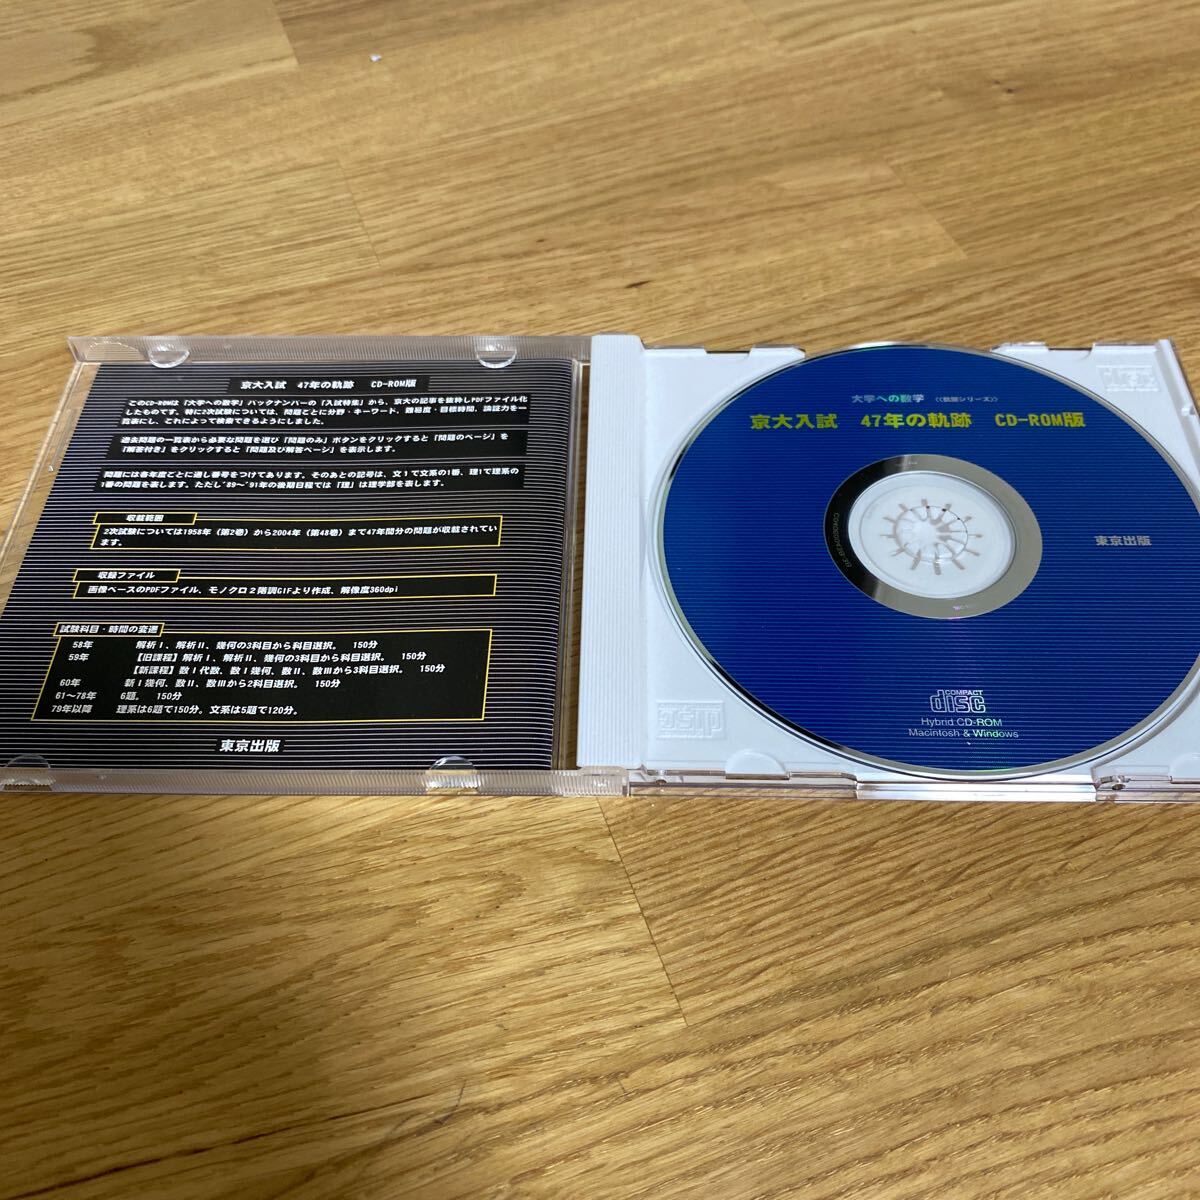 京大入試 47年の軌跡 CD-ROM版
このCD-ROMは『大学への数学』バックナンバーの『入試特集』から、京大の記事を抜粋しPDFファイル化
したものです。特に2次試験については、問題ごとに分野・キーワード、難易度・目標時間、論証力を一
覧表にし、これによって検索できるようにしました。
過去問題の一覧表から必要な問題を選び『問題のみ』ボタンをクリックすると『問題のページ』を
『解答付き』をクリックすると『問題及び解答ページ』を表示します。
問題には各年度ごとに通し番号をつけてあります。そのあとの記号は、文1で文系の1番、理1で理系の
1番の問題を表します。ただし'89〜'91年の後期日程では「理」は理学部を表します。
収載範囲
2次試験については1958年(第2巻)から2004年(第48巻)まで47年間分の問題が収載されてい
ます。
収録ファイル
画像ベースのPDFファイル、モノクロ2階調GIFより作成、解像度360dpi
試験科目・時間の変遷
58年 解析Ⅰ、解析Ⅱ、幾何の3科目から科目選択。 150分
59年 【旧課程】解析Ⅰ、解析Ⅱ、幾何の3科目から科目選択。 150分
【新課程】数Ⅰ代数、数Ⅰ幾何、数Ⅱ、数Ⅲから3科目選択。 150分
60年 新Ⅰ幾何、数Ⅱ、数Ⅲから2科目選択。 150分
61〜78年 6題。 150分
79年以降 理系は6題で150分。文系は5題で120分。
東京出版
大学への数学 《軌跡シリーズ》
京大入試 47年の軌跡 CD-ROM版
東京出版
COMPACT
disc
Hybrid CD-ROM
Macintosh & Windows